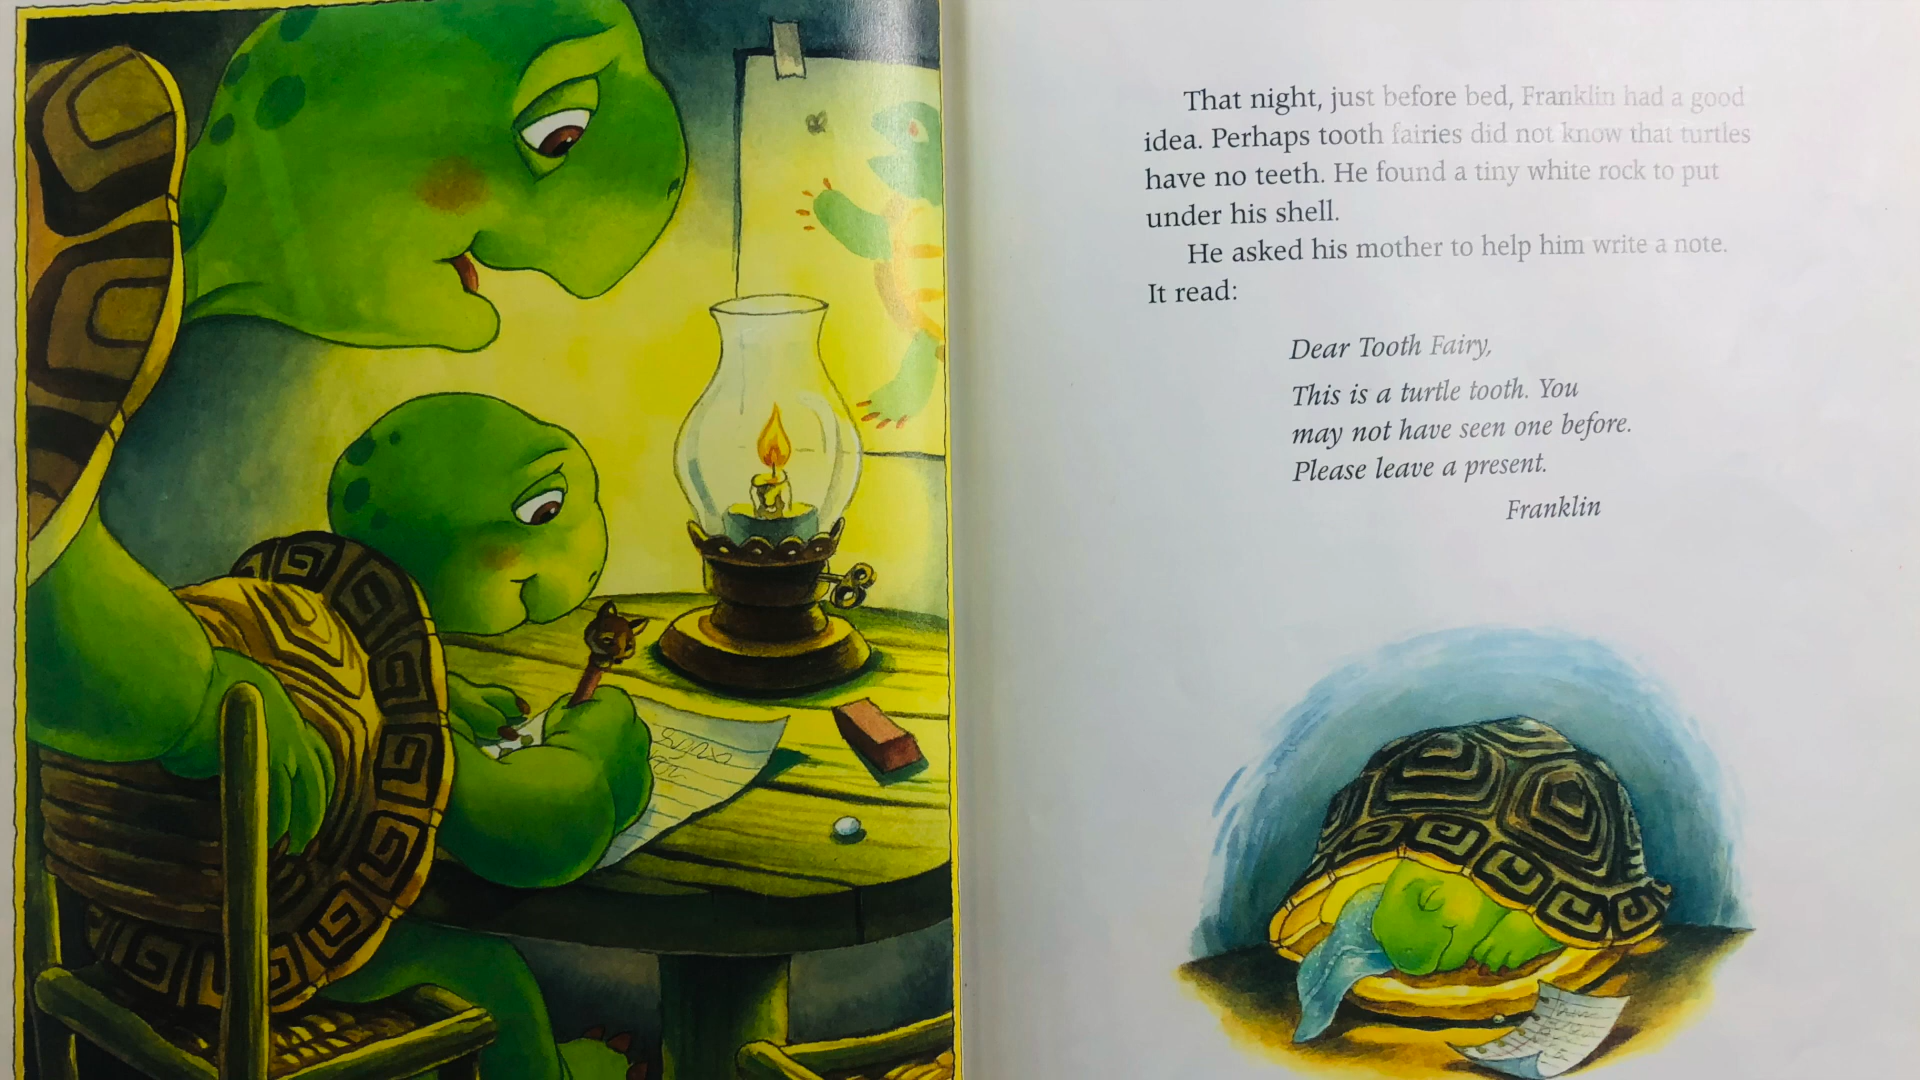 That night, just before bed, Franklin had a good
idea. Perhaps tooth fairies did not know that turtles
have no teeth. He found a tiny white rock to put
under his shell.
He asked his mother to help him write a note.
It read:
Dear Tooth Fairy,
This is a turtle tooth. You
may not have seen one before.
Please leave a present.
Franklin